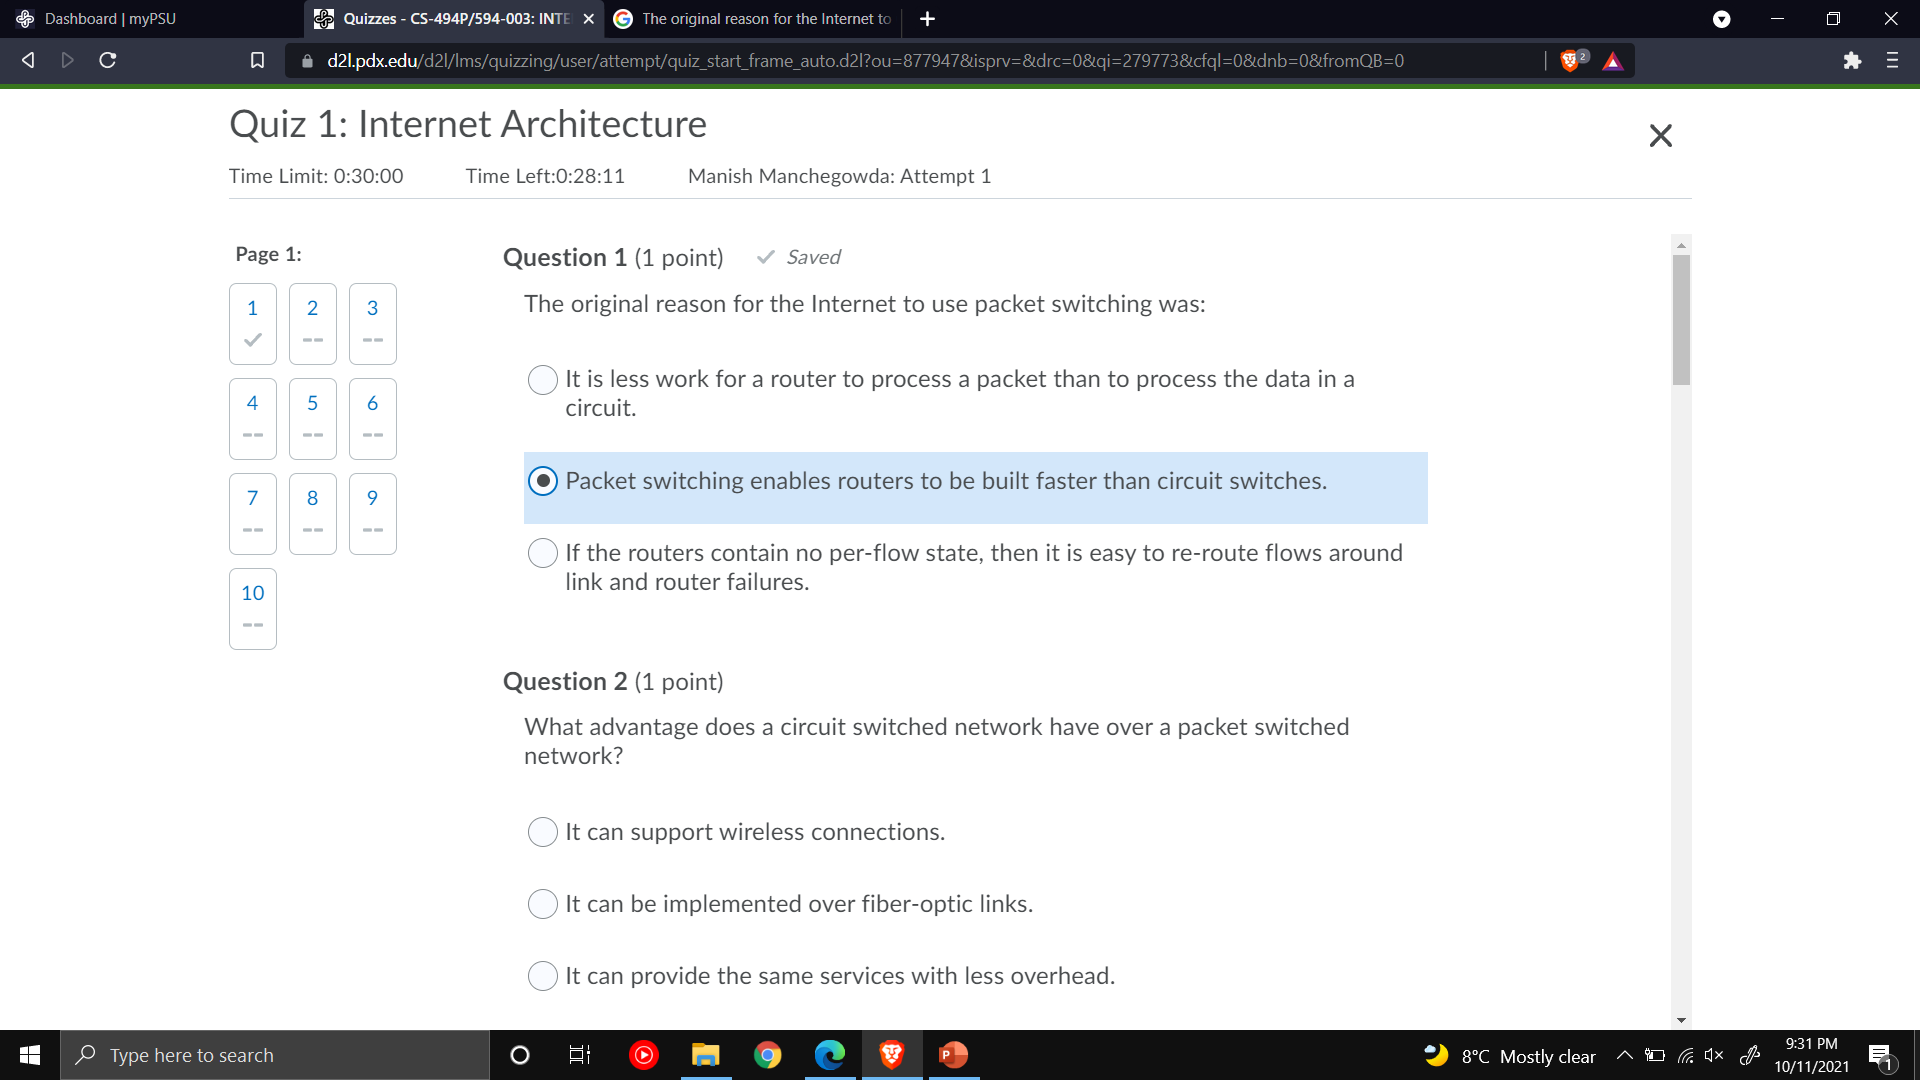 Dashboard | myPSU
Quizzes - CS-494P/594-003: INTE
The original reason for the Internet to
d2l.pdx.edu/d2l/lms/quizzing/user/attempt/quiz_start_frame_auto.d2l?ou=877947&isprv=&drc=0&qi=279773&cfql=0&dnb=0&fromQB=0
2
Quiz 1: Internet Architecture
Time Limit: 0:30:00
Time Left:0:28:11
Manish Manchegowda: Attempt 1
Page 1:
1
2
3
--
--
4
5
6
--
--
--
7
8
9
--
--
--
10
--
Question 1 (1 point)
Saved
The original reason for the Internet to use packet switching was:
It is less work for a router to process a packet than to process the data in a
circuit.
Packet switching enables routers to be built faster than circuit switches.
If the routers contain no per-flow state, then it is easy to re-route flows around
link and router failures.
Question 2 (1 point)
What advantage does a circuit switched network have over a packet switched
network?
It can support wireless connections.
It can be implemented over fiber-optic links.
It can provide the same services with less overhead.
Type here to search
P
8°C Mostly clear
9:31 PM
10/11/2021
1